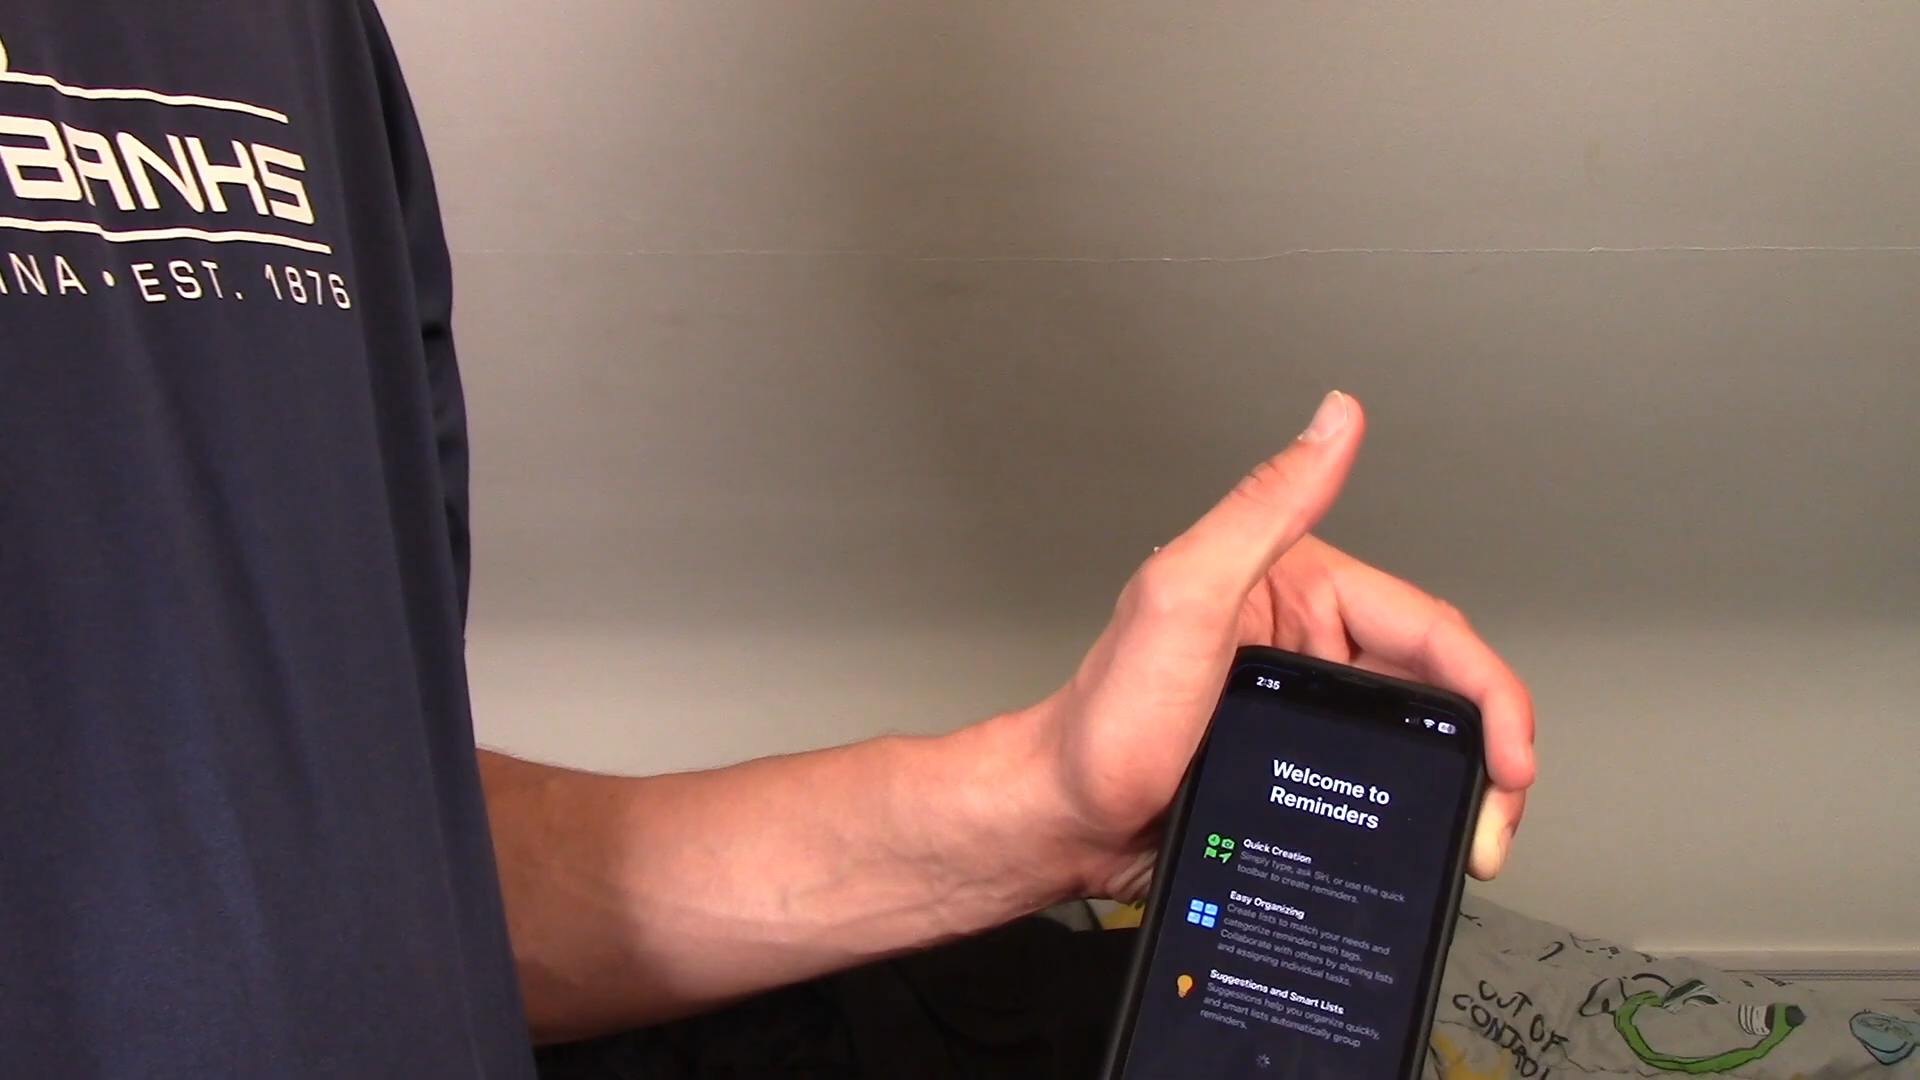 BANKS
INA • EST. 1876
2:35
Welcome to
Reminders
Quick Creation
Simply type, ask Siri, or use the quick
toolbar to create reminders.
Easy Organizing
Create lists to match your needs and
categorize reminders with tags.
Collaborate with others by sharing lists
and assigning individual tasks.
Suggestions and Smart Lists
Suggestions help you organize quickly,
and smart lists automatically group
reminders.
OUT OF
CONTROL